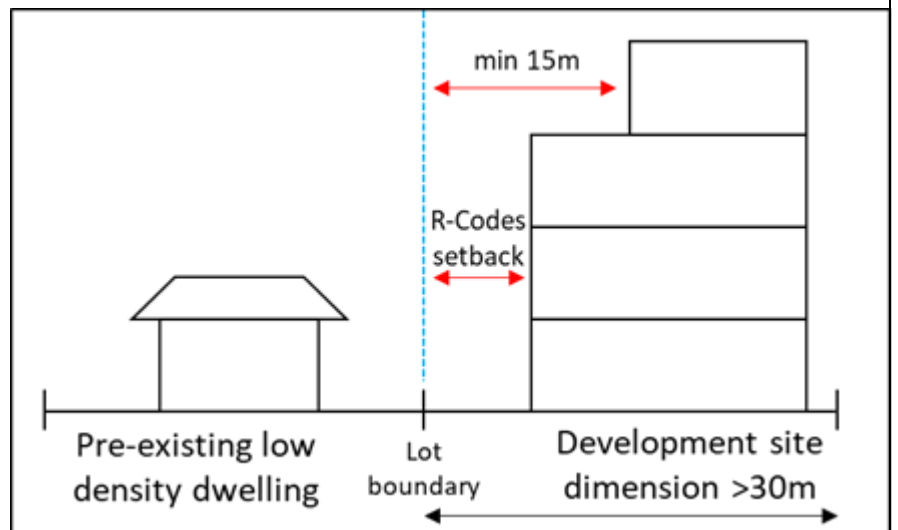 min 15m
R-Codes
setback
Pre-existing low
density dwelling
Lot
boundary
Development site
dimension >30m